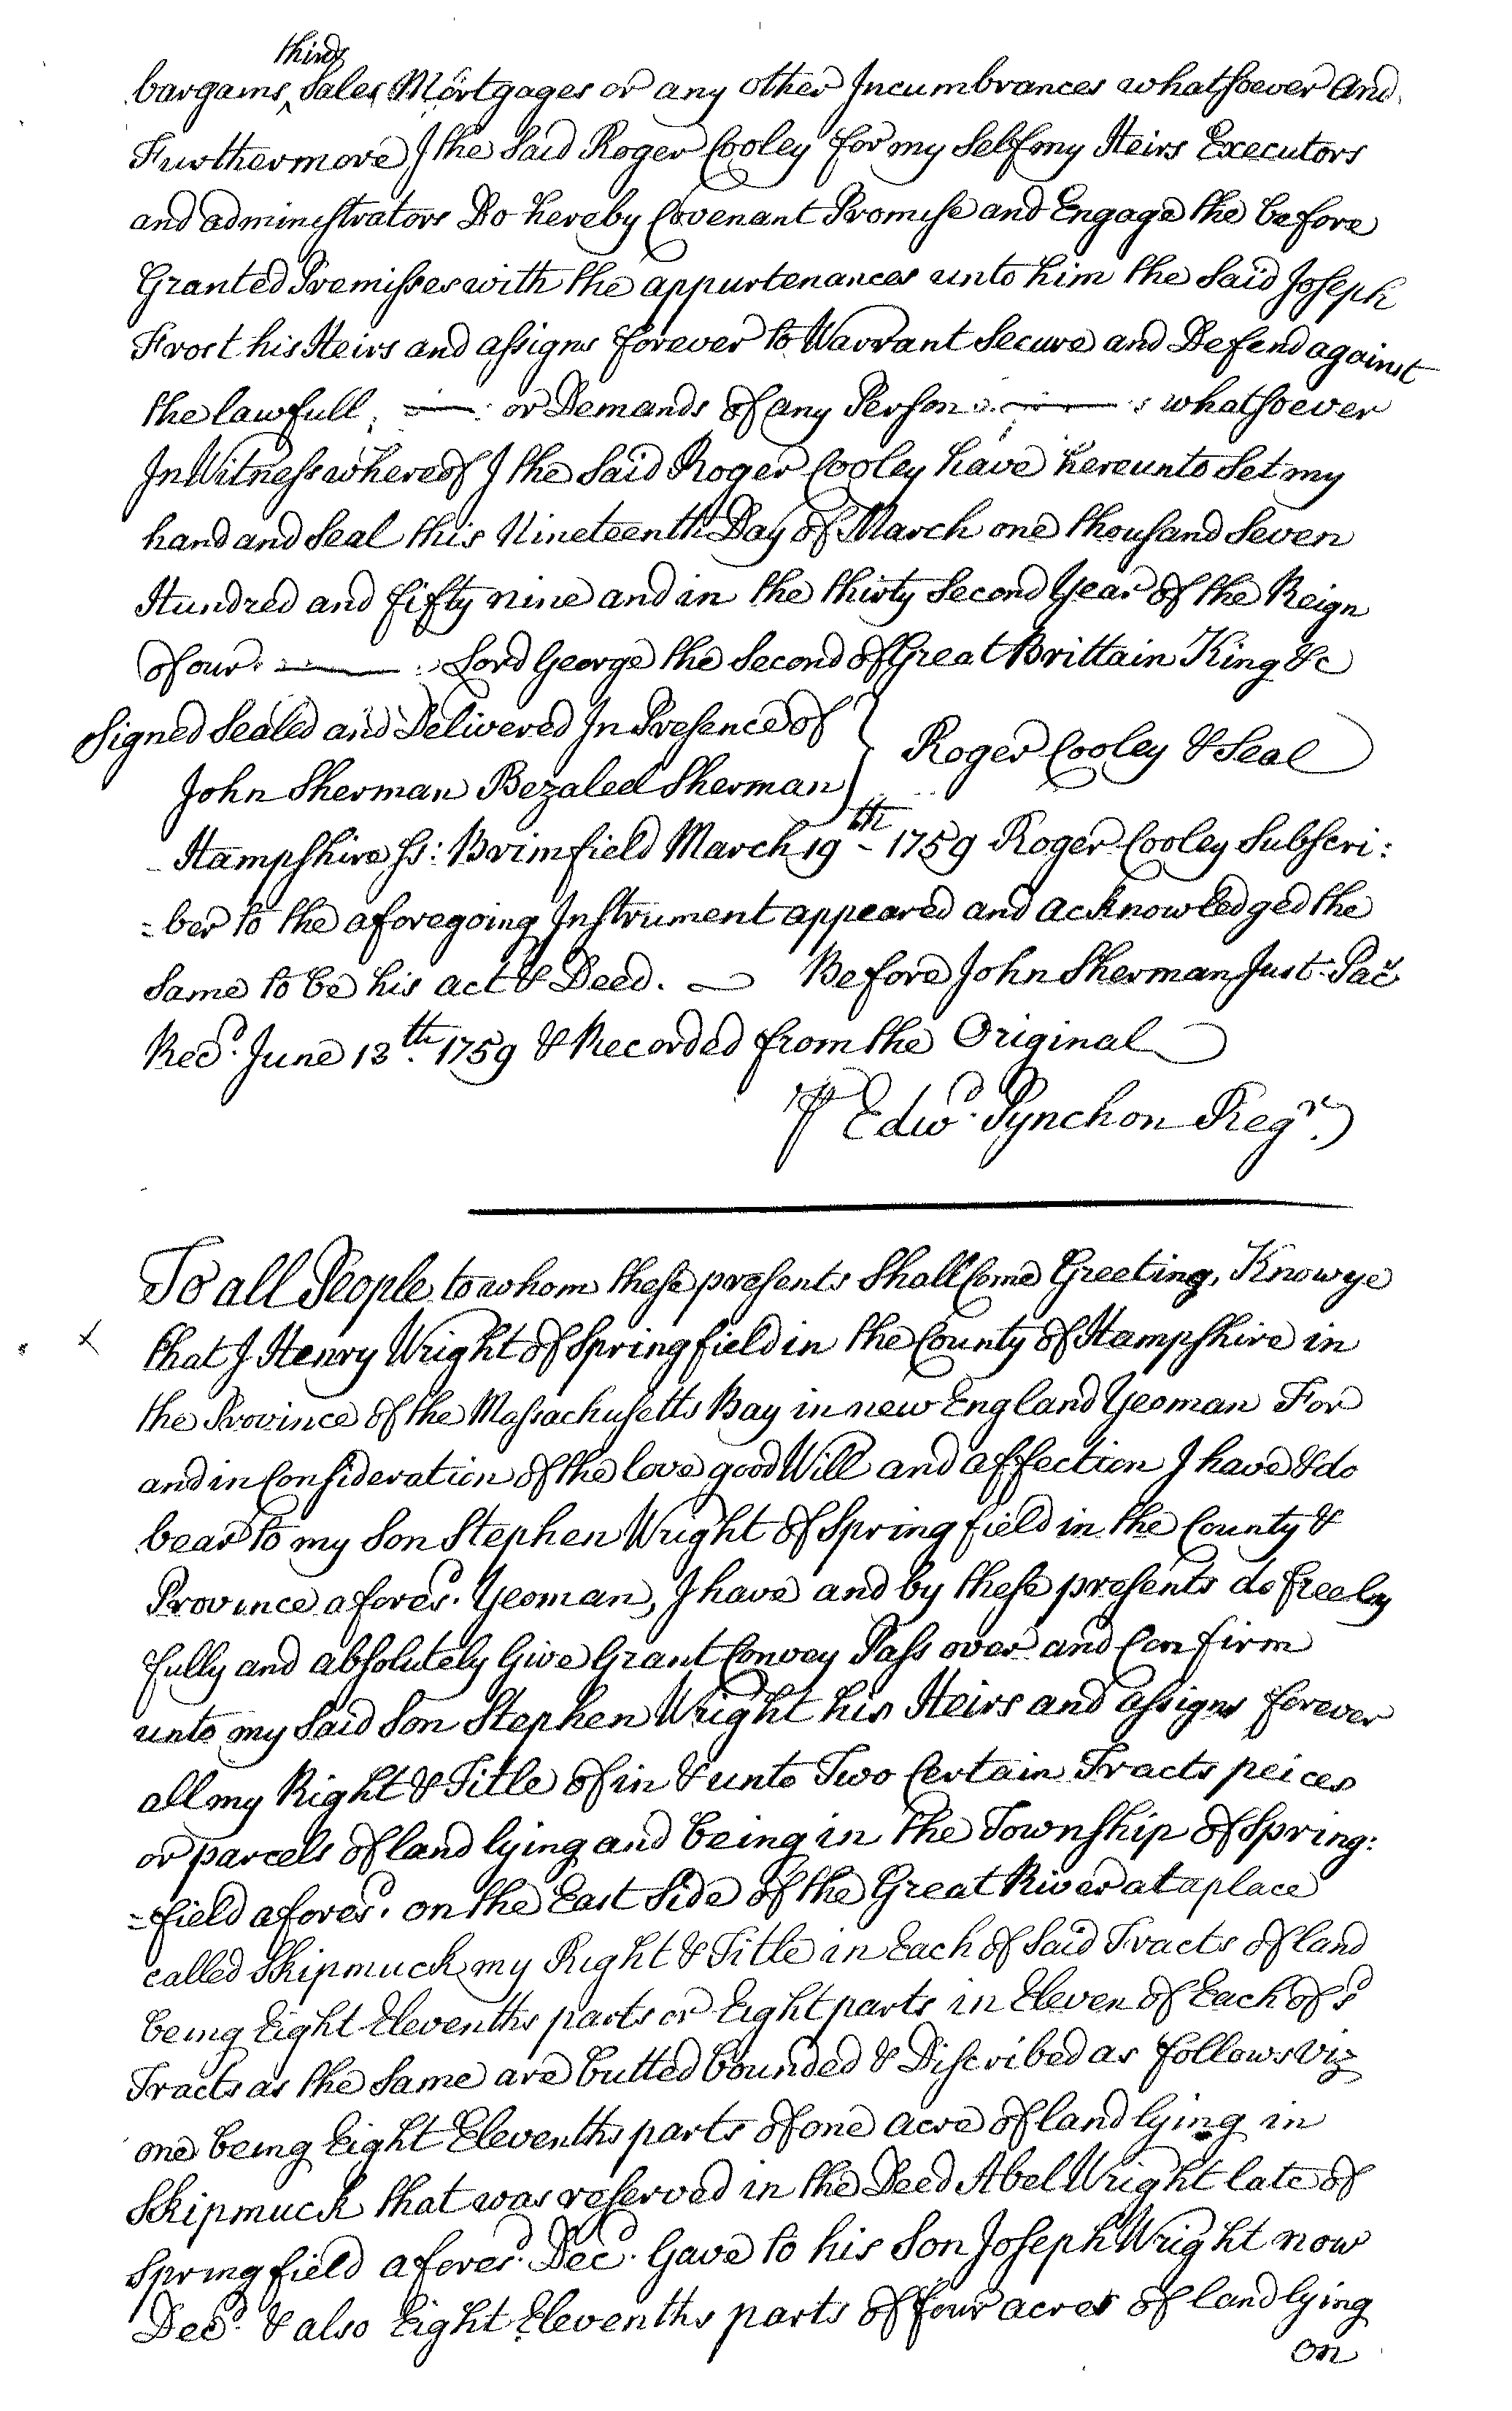 thirds
bargains, Sales, Mortgages or any other Incumbrances whatsoever And
Furthermore I the Said Roger Cooley for my Self my Heirs Executors
and administrators Do hereby Covenant Promise and Engage the before
Granted Premisses with the appurtenances unto him the Said Joseph
Frost his Heirs and assigns forever to Warrant Secure and Defend against
the lawfull, —— or Demands of any Person —— whatsoever
In Witness whereof I the Said Roger Cooley have hereunto Set my
hand and Seal this Nineteenth Day of March one thousand Seven
Hundred and fifty nine and in the thirty Second Year of the Reign
of our —— Lord George the Second of Great Brittain King &c
Signed Sealed and Delivered In Presence of } Roger Cooley & Seal
John Sherman Bezaleel Sherman
Hampshire ss: Brimfield March 19th - 1759 Roger Cooley Subscri:
=ber to the aforegoing Instrument appeared and acknowledged the
Same to be his act & Deed. — Before John Sherman Just. Pac
Recd. June 13th. 1759 & Recorded from the Original
⅌ Edwd. Pynchon Regr.
To all People to whom these presents Shall Come Greeting, Know ye
x that I Henry Wright of Springfield in the County of Hampshire in
the Province of the Massachusetts Bay in new England Yeoman For
and in Consideration of the love good Will and affection I have & do
bear to my Son Stephen Wright of Springfield in the County &
Province afores.d Yeoman, I have and by these presents do freely
fully and absolutely Give Grant Convey Pass over and Confirm
unto my Said Son Stephen Wright his Heirs and assigns forever
all my Right & Title of in & unto Two Certain Tracts peices
or parcels of land lying and being in the Township of Spring:
=field afores.d on the East Side of the Great River at a place
called Skipmuck my Right & Title in Each of Said Tracts of land
being Eight Elevenths parts or Eight parts in Eleven of Each of sd
Tracts as the Same are butted bounded & Discribed as follows Viz
one being Eight Elevenths parts of one acre of land lying in
Skipmuck that was reserved in the Deed Abel Wright late of
Springfield afores.d Decd. Gave to his Son Joseph Wright now
Decd. & also Eight Elevenths parts of four acres of land lying
on